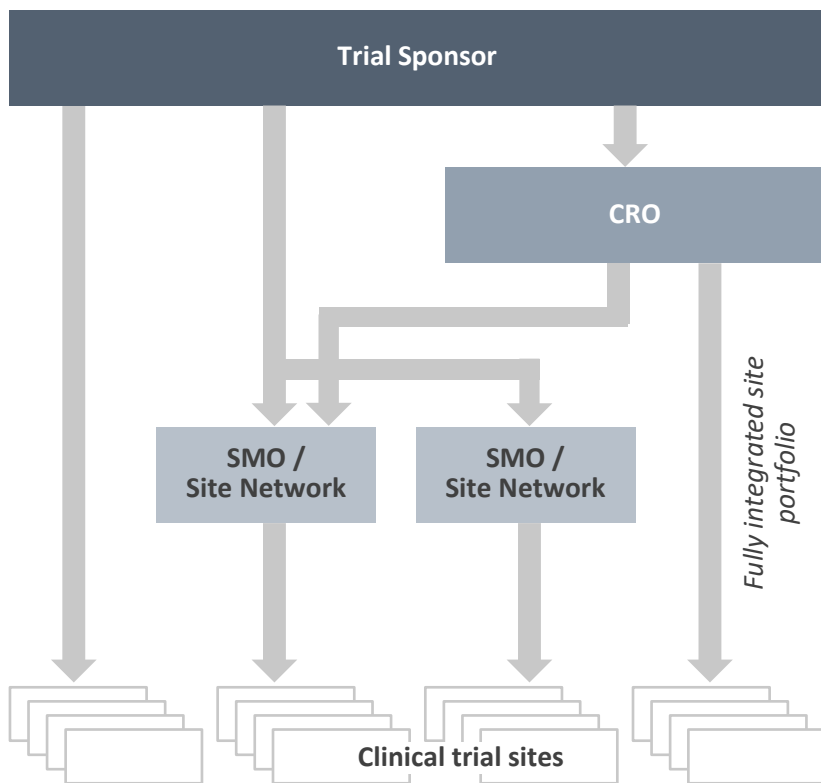 Trial Sponsor
CRO
Fully integrated site
portfolio
SMO /
Site Network
SMO /
Site Network
Clinical trial sites